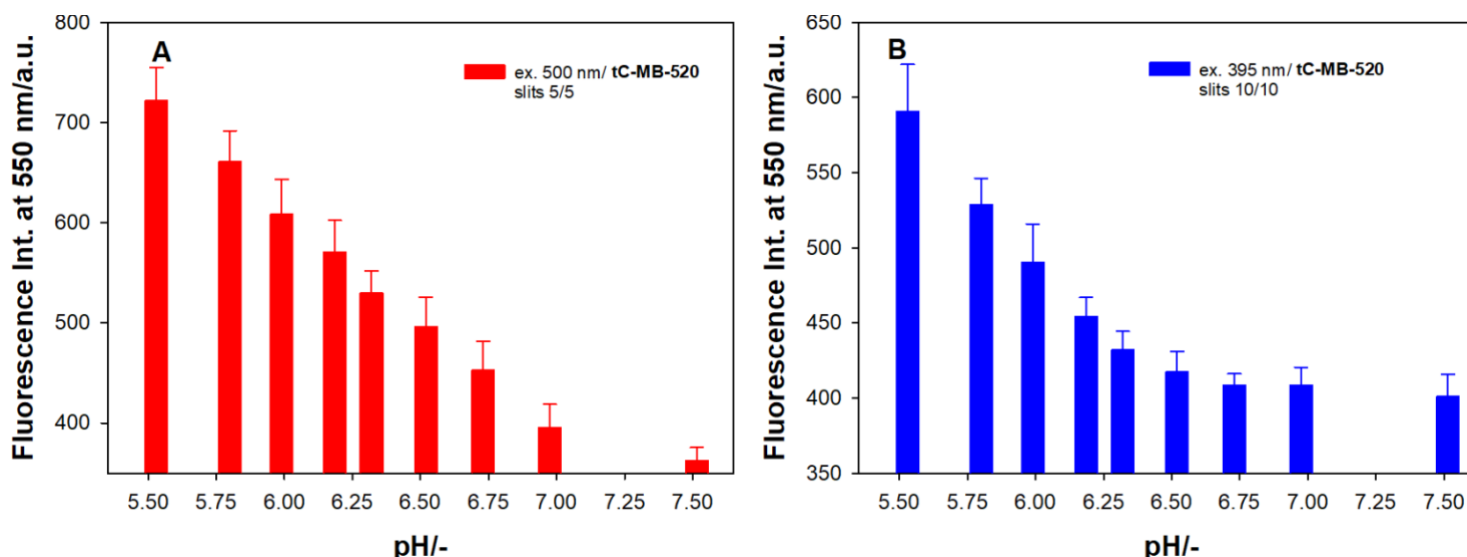 A
ex. 500 nm/ tC-MB-520
slits 5/5
Fluorescence Int. at 550 nm/a.u.
800
700
600
500
400
5.50 5.75 6.00 6.25 6.50 6.75 7.00 7.25 7.50
pH/-
B
ex. 395 nm/ tC-MB-520
slits 10/10
Fluorescence Int. at 550 nm/a.u.
650
600
550
500
450
400
350
5.50 5.75 6.00 6.25 6.50 6.75 7.00 7.25 7.50
pH/-